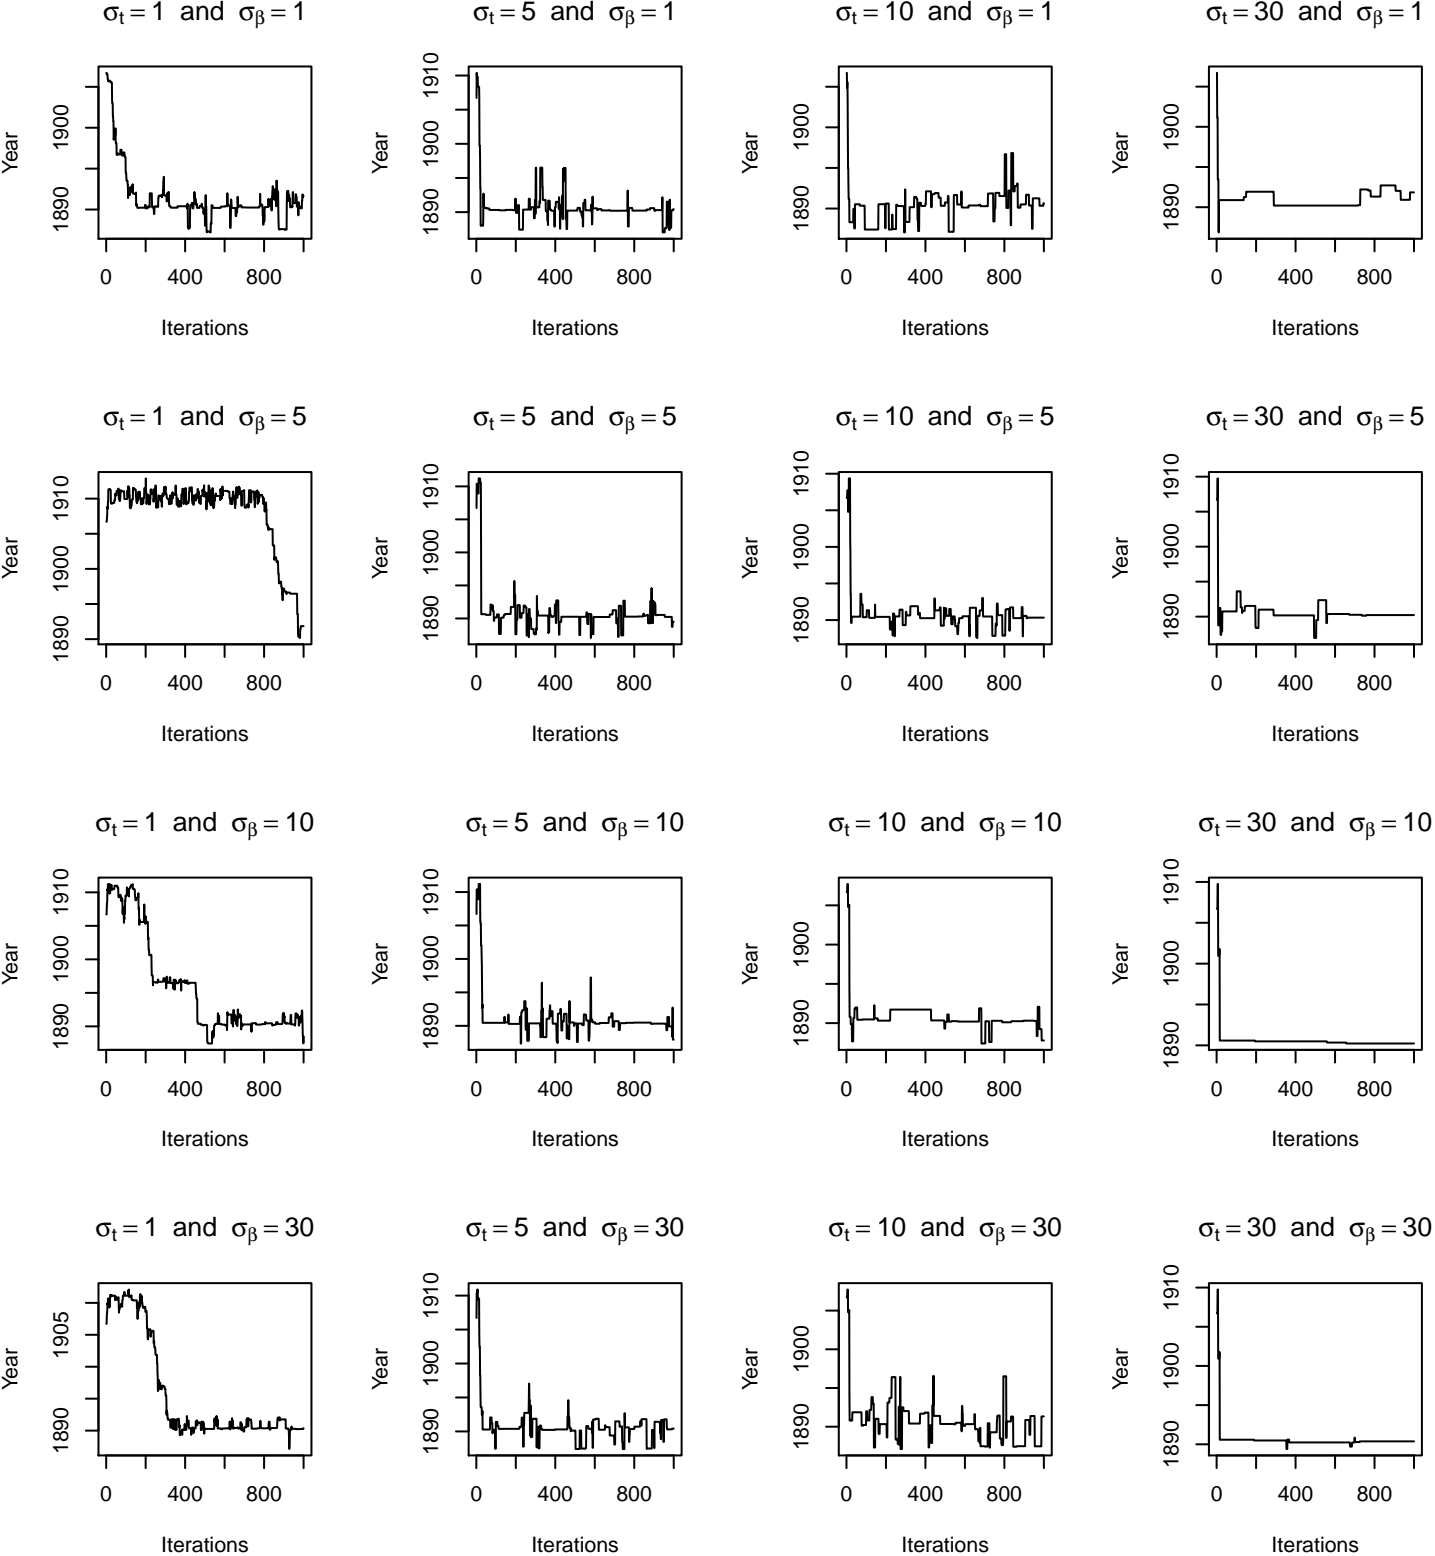 σt = 1 and σβ = 1
Year
1890 1900
0 400 800
Iterations
σt = 5 and σβ = 1
Year
1890 1900 1910
0 400 800
Iterations
σt = 10 and σβ = 1
Year
1890 1900
0 400 800
Iterations
σt = 30 and σβ = 1
Year
1890 1900
0 400 800
Iterations
σt = 1 and σβ = 5
Year
1890 1900 1910
0 400 800
Iterations
σt = 5 and σβ = 5
Year
1890 1900 1910
0 400 800
Iterations
σt = 10 and σβ = 5
Year
1890 1900 1910
0 400 800
Iterations
σt = 30 and σβ = 5
Year
1890 1900 1910
0 400 800
Iterations
σt = 1 and σβ = 10
Year
1890 1900 1910
0 400 800
Iterations
σt = 5 and σβ = 10
Year
1890 1900 1910
0 400 800
Iterations
σt = 10 and σβ = 10
Year
1890 1900
0 400 800
Iterations
σt = 30 and σβ = 10
Year
1890 1900 1910
0 400 800
Iterations
σt = 1 and σβ = 30
Year
1890 1905
0 400 800
Iterations
σt = 5 and σβ = 30
Year
1890 1900 1910
0 400 800
Iterations
σt = 10 and σβ = 30
Year
1890 1900
0 400 800
Iterations
σt = 30 and σβ = 30
Year
1890 1900 1910
0 400 800
Iterations